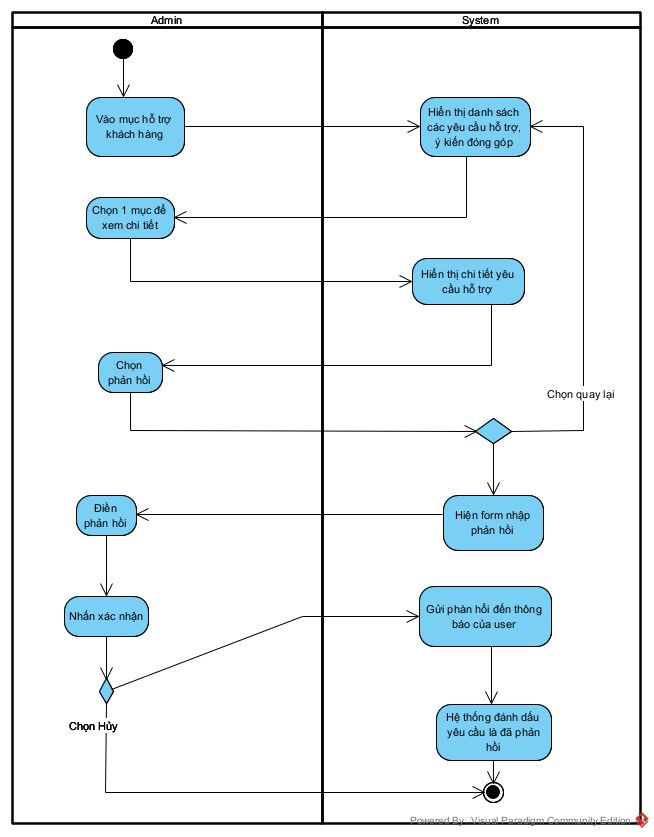 Admin
System
Vào mục hỗ trợ
khách hàng
Hiển thị danh sách
các yêu cầu hỗ trợ,
ý kiến đóng góp
Chọn 1 mục để
xem chi tiết
Hiển thị chi tiết yêu
cầu hỗ trợ
Chọn
phản hồi
Chọn quay lại
Điền
phản hồi
Hiện form nhập
phản hồi
Nhấn xác nhận
Gửi phản hồi đến thông
báo của user
Chọn Hủy
Hệ thống đánh dấu
yêu cầu là đã phản
hồi
Powered By: Visual Paradigm Community Edition